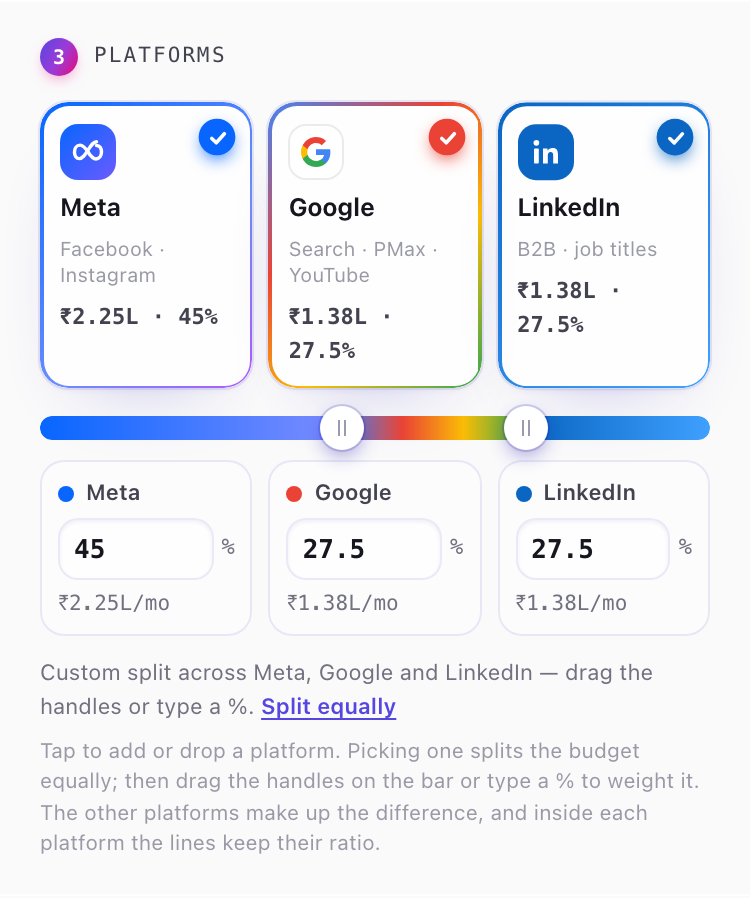 3 PLATFORMS
Meta
Facebook ·
Instagram
₹2.25L · 45%
Google
Search · PMax ·
YouTube
₹1.38L ·
27.5%
in
LinkedIn
B2B · job titles
₹1.38L ·
27.5%
Meta
45 %
₹2.25L/mo
Google
27.5 %
₹1.38L/mo
LinkedIn
27.5 %
₹1.38L/mo
Custom split across Meta, Google and LinkedIn — drag the
handles or type a %. Split equally
Tap to add or drop a platform. Picking one splits the budget
equally; then drag the handles on the bar or type a % to weight it.
The other platforms make up the difference, and inside each
platform the lines keep their ratio.